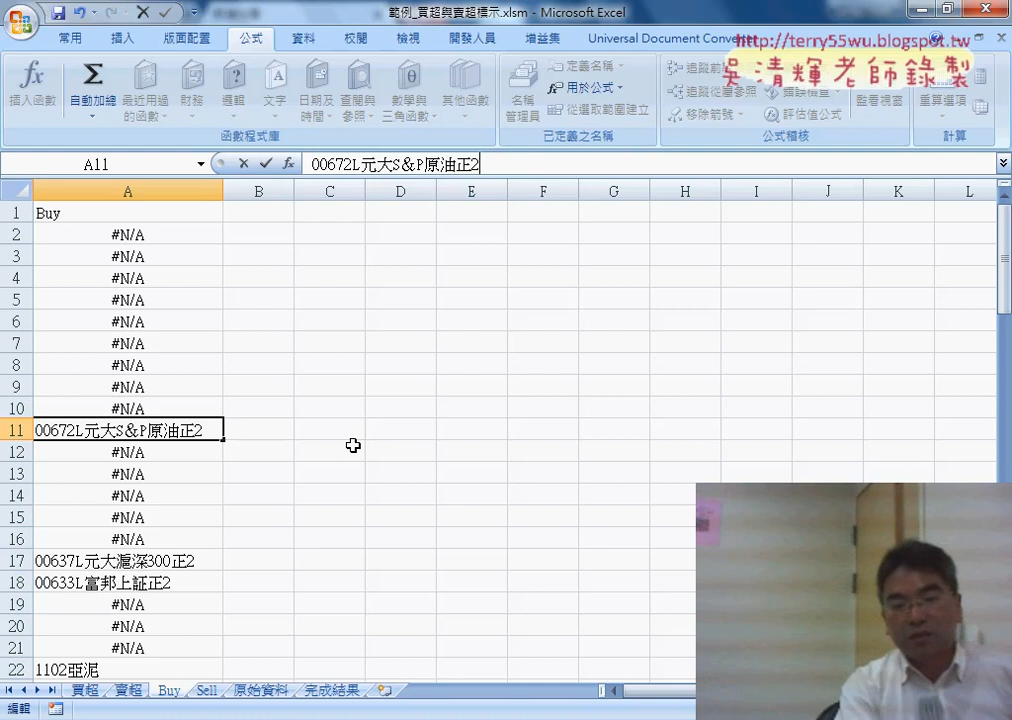 範例_買超與賣超標示.xlsm - Microsoft Excel
常用 插入 版面配置 公式 資料 校閱 檢視 開發人員 增益集 Universal Document Conve
http://terry55wu.blogspot.tw
吳清輝老師錄製
插入函數 自動加總 最近用過的函數 財務 邏輯 文字 日期及時間 查閱與參照 數學與三角函數 其他函數
函數程式庫
名稱管理員 定義名稱 用於公式 從選取範圍建立
已定義之名稱
追蹤前
移除箭號 評估值公式 監看視窗
公式稽核
重算選項
計算
A11 fx 00672L元大S&P原油正2
A B C D E F G H I J K L
1 Buy
2 #N/A
3 #N/A
4 #N/A
5 #N/A
6 #N/A
7 #N/A
8 #N/A
9 #N/A
10 #N/A
11 00672L元大S&P原油正2
12 #N/A
13 #N/A
14 #N/A
15 #N/A
16 #N/A
17 00637L元大滬深300正2
18 00633L富邦上証正2
19 #N/A
20 #N/A
21 #N/A
22 1102亞泥
買超 賣超 Buy Sell 原始資料 完成結果
編輯